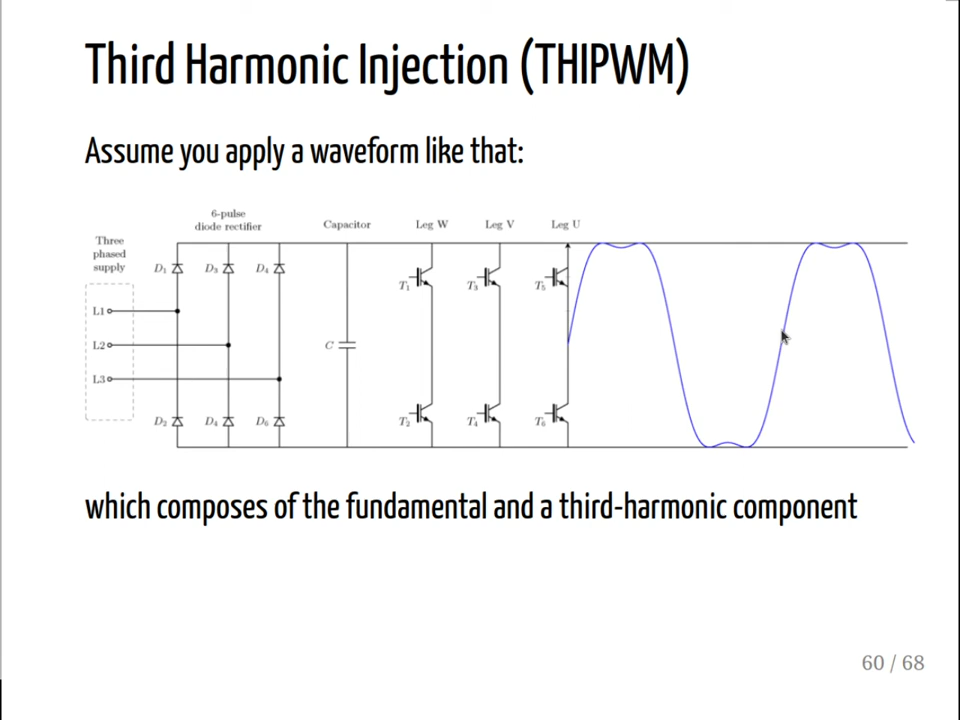 Third Harmonic Injection (THIPWM)
Assume you apply a waveform like that:
6-pulse
diode rectifier
Capacitor
Leg W
Leg V
Leg U
Three
phased
supply
D1
D3
D4
T1
T3
T5
L1
L2
C
L3
D2
D4
D6
T2
T4
T6
which composes of the fundamental and a third-harmonic component
60 / 68